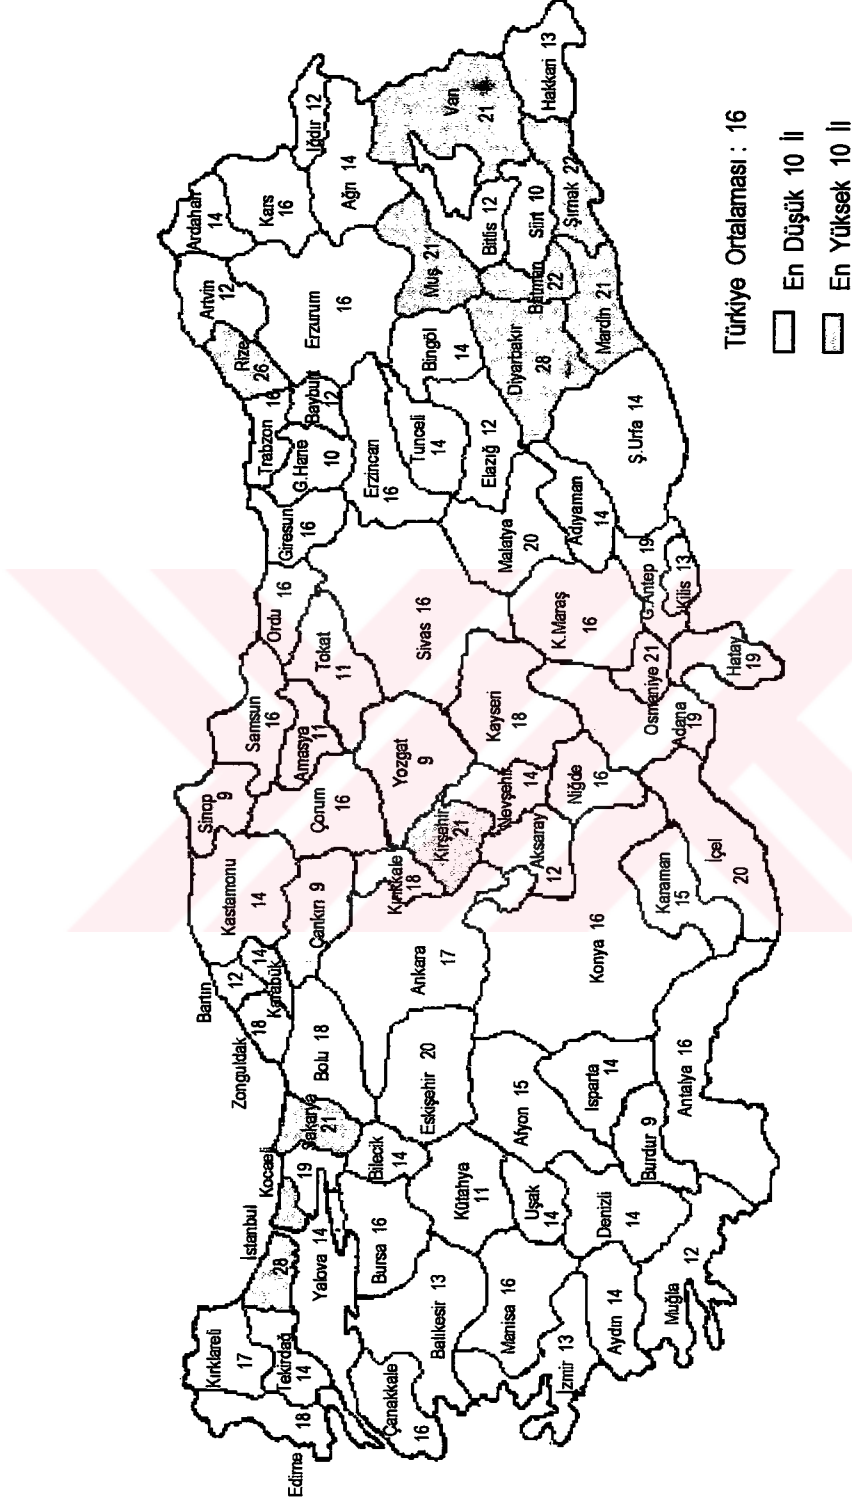 Edirne
18
Kırklareli
17
Tekirdağ
14
İstanbul
28
Kocaeli
19
Yalova 14
Sakarya
21
Zonguldak
18
Bartın
12
Karabük
14
Kastamonu
14
Sinop
9
Samsun
16
Ordu
16
Giresun
16
Trabzon
16
Rize
26
Artvin
12
Ardahan
14
Çanakkale
16
Balıkesir 13
Bursa 16
Bilecik
14
Bolu 18
Çankırı 9
Çorum
16
Amasya
11
Tokat
11
G.Hane
10
Bayburt
12
Erzurum
16
Kars
16
Iğdır 12
Ağrı 14
Kütahya
11
Eskişehir 20
Ankara
17
Kırıkkale
18
Kırşehir
21
Yozgat
9
Sivas 16
Erzincan
16
Tunceli
14
Bingöl
14
Muş 21
Van
21
Manisa 16
Uşak
14
Afyon 15
Aksaray
12
Nevşehir
14
Kayseri
18
Malatya
20
Elazığ 12
Diyarbakır
28
Batman
22
Bitlis 12
Siirt 10
Şırnak 22
Hakkari 13
İzmir 13
Aydın 14
Denizli
14
Isparta
14
Burdur 9
Konya 16
Niğde
16
K.Maraş
16
Adıyaman
14
Ş.Urfa 14
Mardin 21
Muğla
12
Antalya 16
Karaman
15
İçel
20
Adana
19
Osmaniye 21
G.Antep 19
Kilis 13
Hatay
19
Türkiye Ortalaması : 16
En Düşük 10 İl
En Yüksek 10 İl